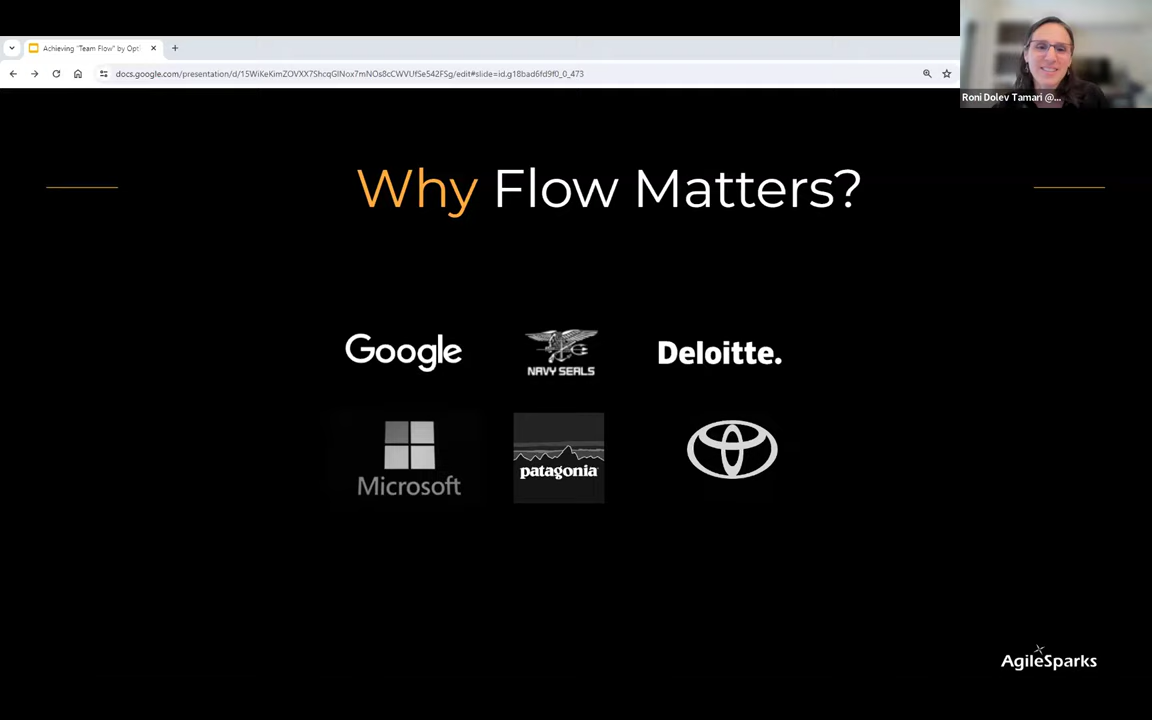 Achieving "Team Flow" by Opt
docs.google.com/presentation/d/15WiKeKimZOVXX7ShcqGlNox7mNOs8cCWVUfSe542FSg/edit#slide=id.g18bad6fd9f0_0_473
Roni Dolev Tamari @...
Why Flow Matters?
Google
NAVY SEALS
Deloitte.
Microsoft
patagonia
AgileSparks